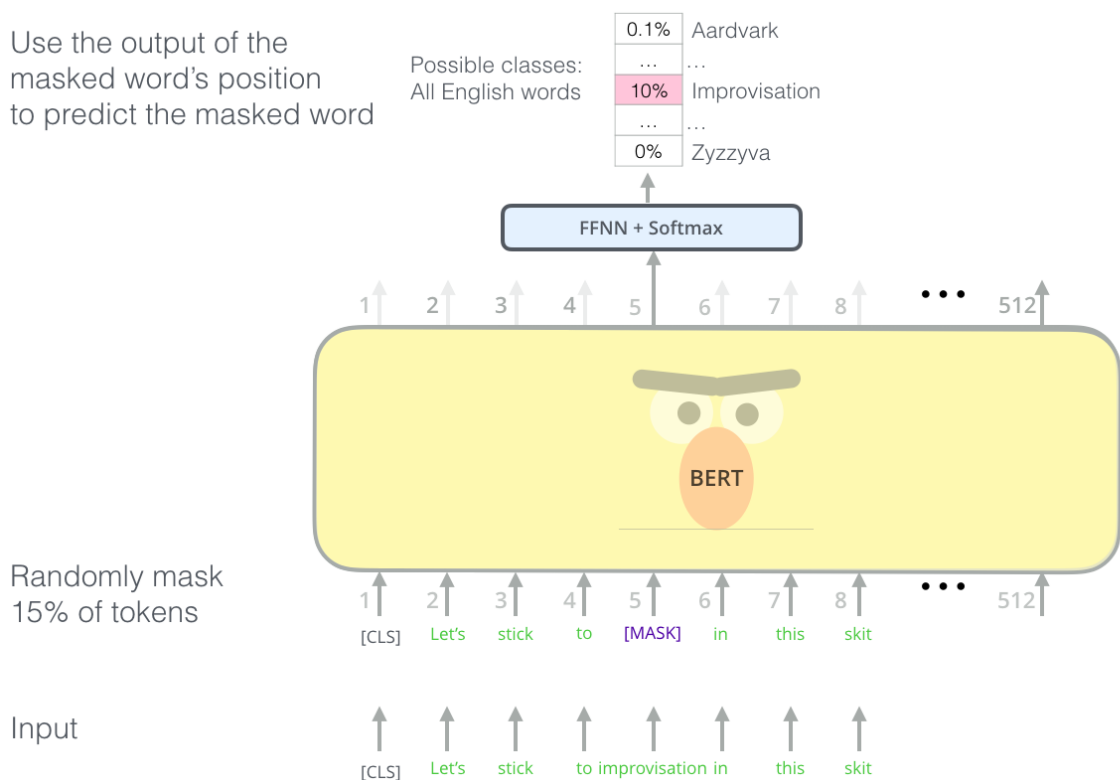 Use the output of the
masked word's position
to predict the masked word
Possible classes:
All English words
0.1% Aardvark
... ...
10% Improvisation
... ...
0% Zyzzyva
FFNN + Softmax
1 2 3 4 5 6 7 8 ... 512
BERT
Randomly mask
15% of tokens
1 2 3 4 5 6 7 8 ... 512
[CLS] Let's stick to [MASK] in this skit
Input
[CLS] Let's stick to improvisation in this skit